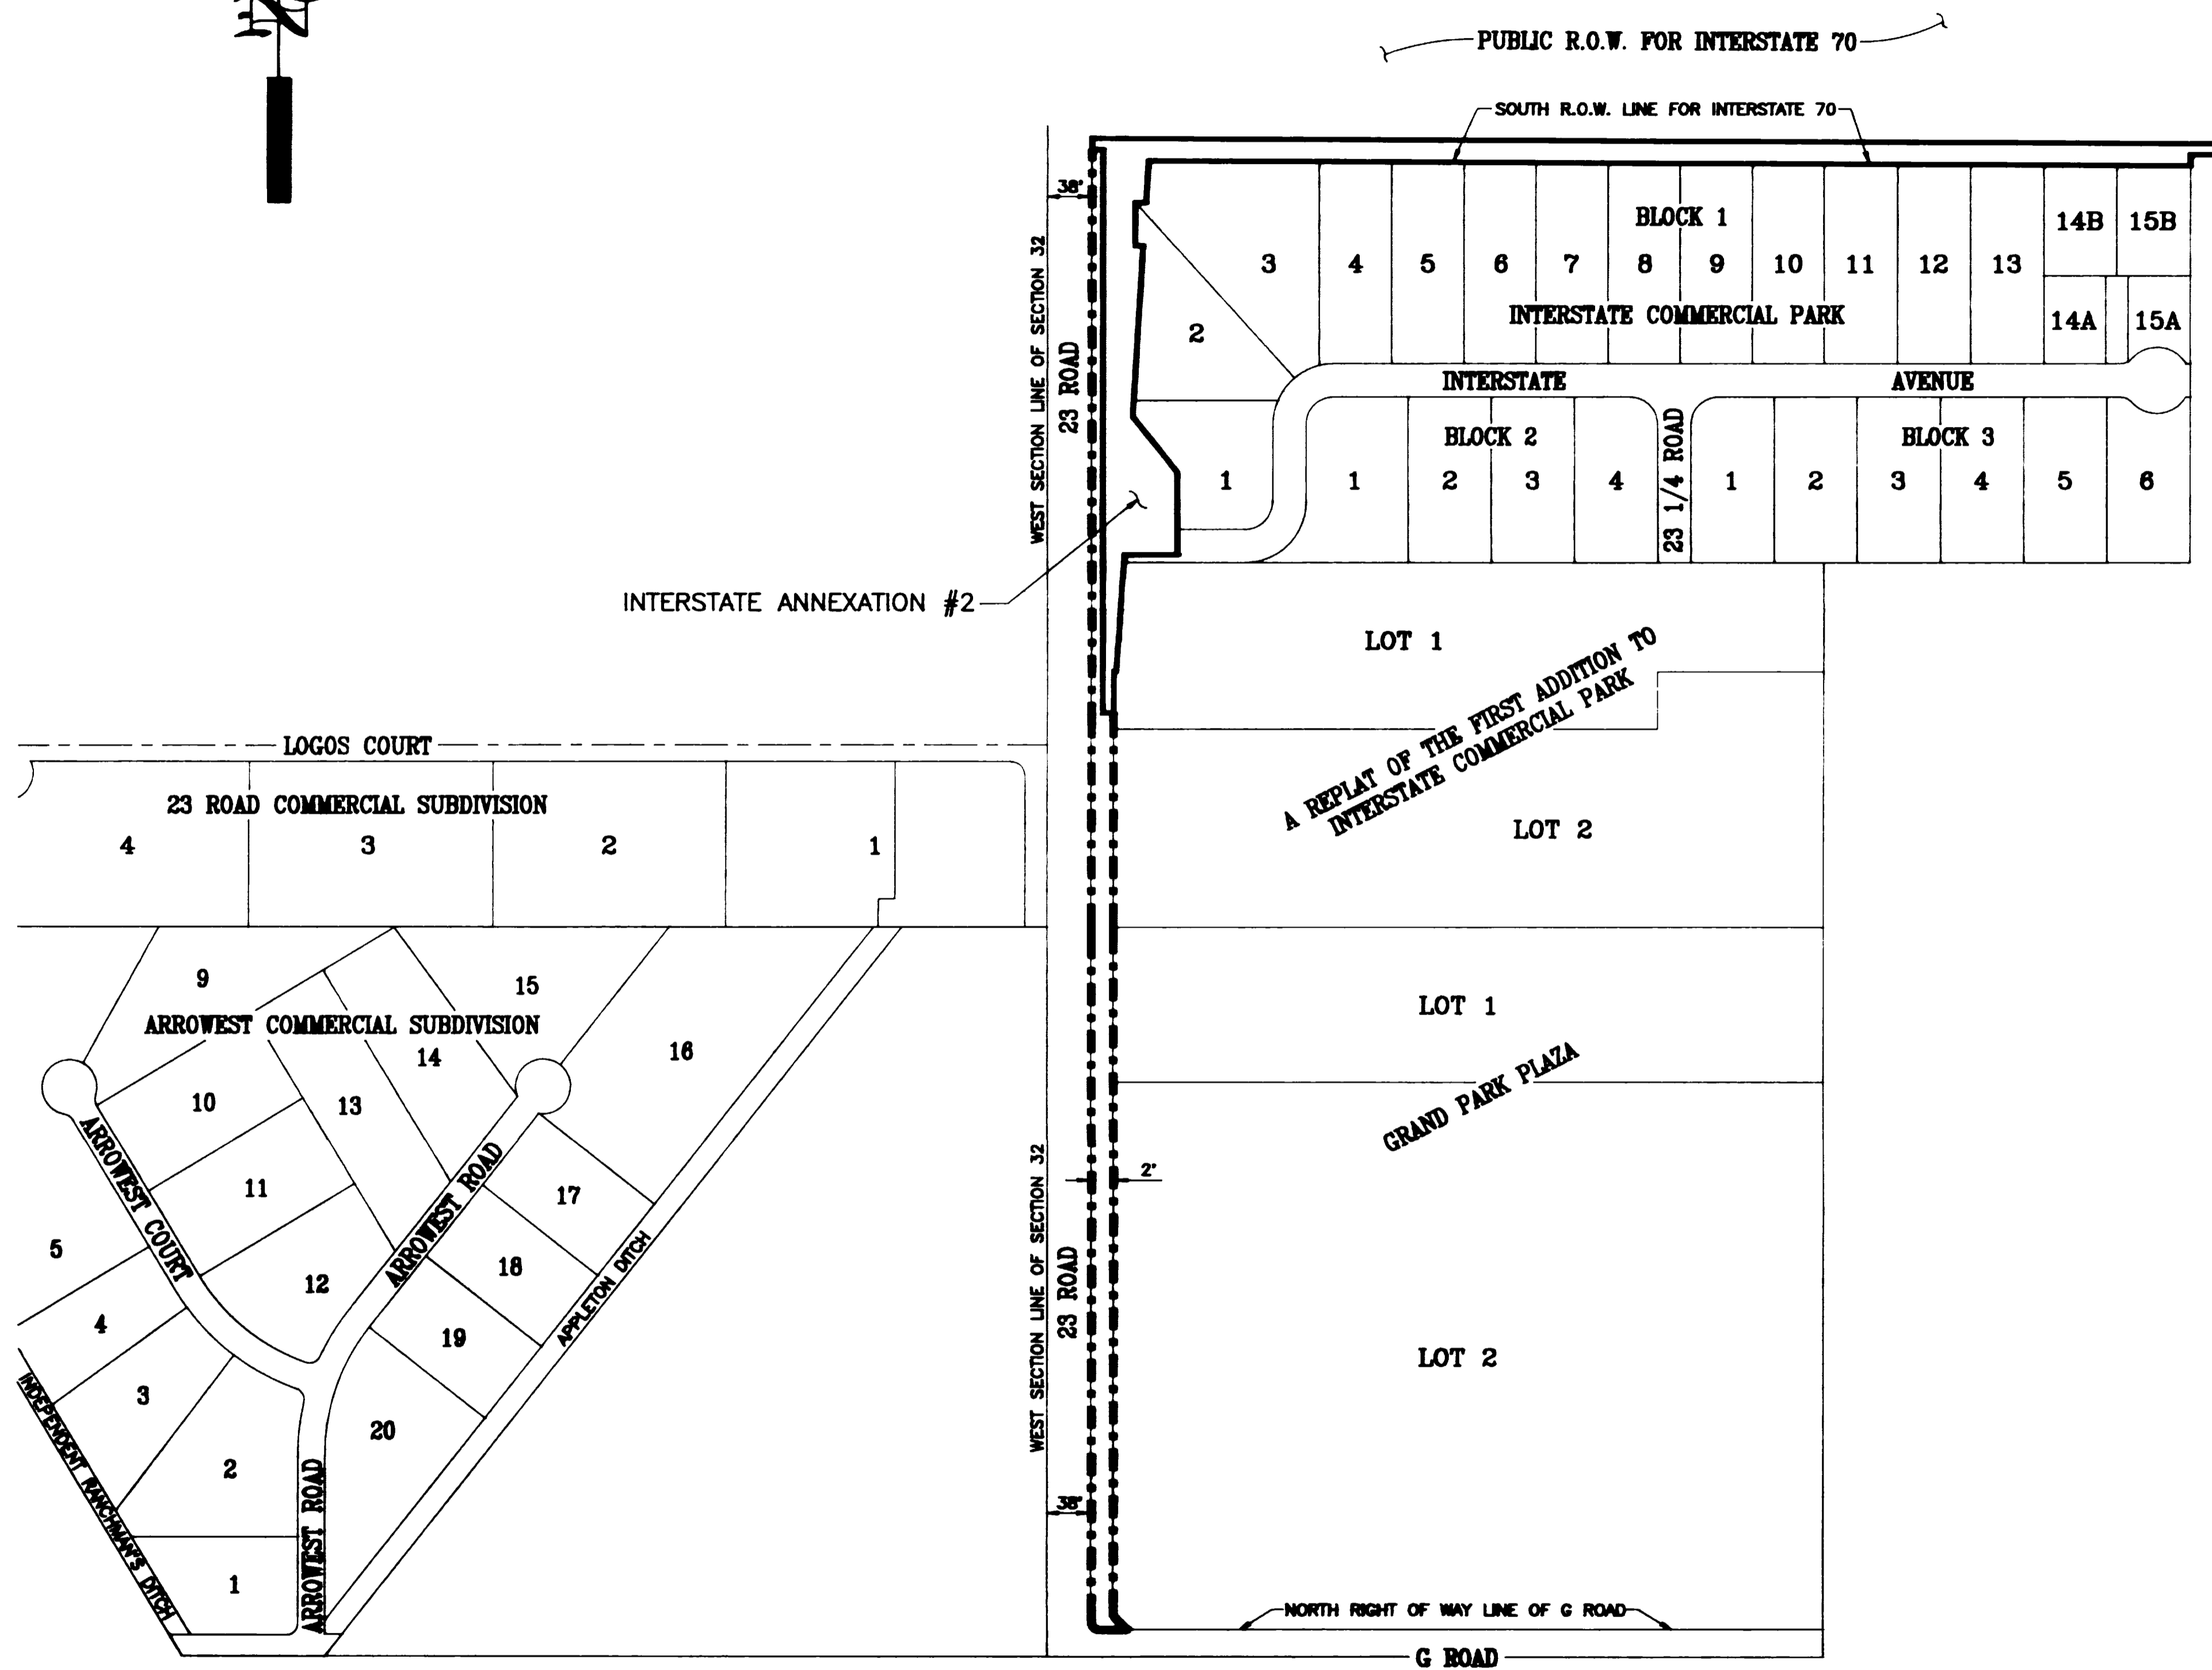 PUBLIC R.O.W. FOR INTERSTATE 70
SOUTH R.O.W. LINE FOR INTERSTATE 70
38'
WEST SECTION LINE OF SECTION 32
23 ROAD
BLOCK 1
14B
15B
3
4
5
6
7
8
9
10
11
12
13
INTERSTATE COMMERCIAL PARK
14A
15A
2
INTERSTATE
AVENUE
BLOCK 2
23 1/4 ROAD
BLOCK 3
1
1
2
3
4
1
2
3
4
5
6
INTERSTATE ANNEXATION #2
LOT 1
A REPLAT OF THE FIRST ADDITION TO
INTERSTATE COMMERCIAL PARK
LOT 2
LOGOS COURT
23 ROAD COMMERCIAL SUBDIVISION
4
3
2
1
9
15
ARROWEST COMMERCIAL SUBDIVISION
14
16
10
13
11
17
ARROWEST COURT
ARROWEST ROAD
5
18
12
APPLETON DITCH
4
19
3
20
2
INDEPENDENT RANCHMAN'S DITCH
ARROWEST ROAD
1
LOT 1
GRAND PARK PLAZA
2'
WEST SECTION LINE OF SECTION 32
23 ROAD
LOT 2
38'
NORTH RIGHT OF WAY LINE OF G ROAD
G ROAD